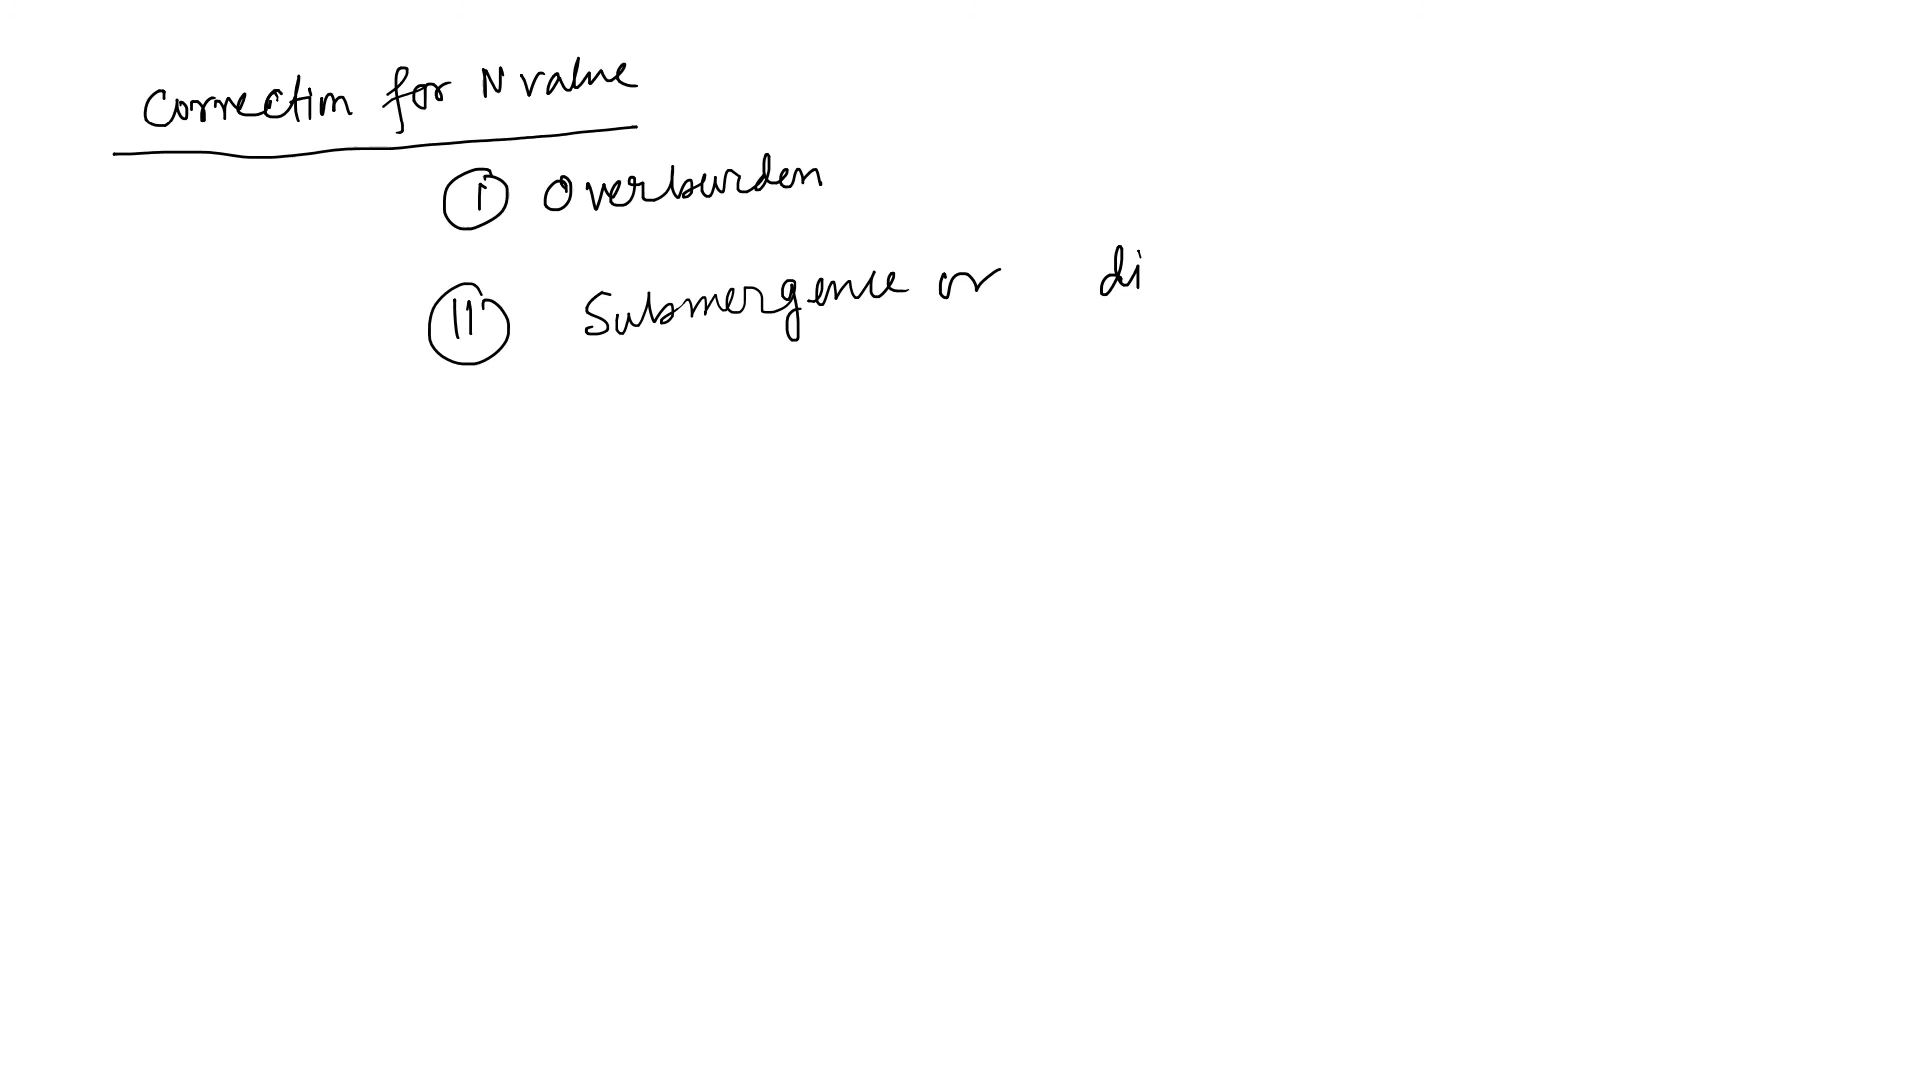 Correction for N value
(i) Overburden
(ii) Submergence or di